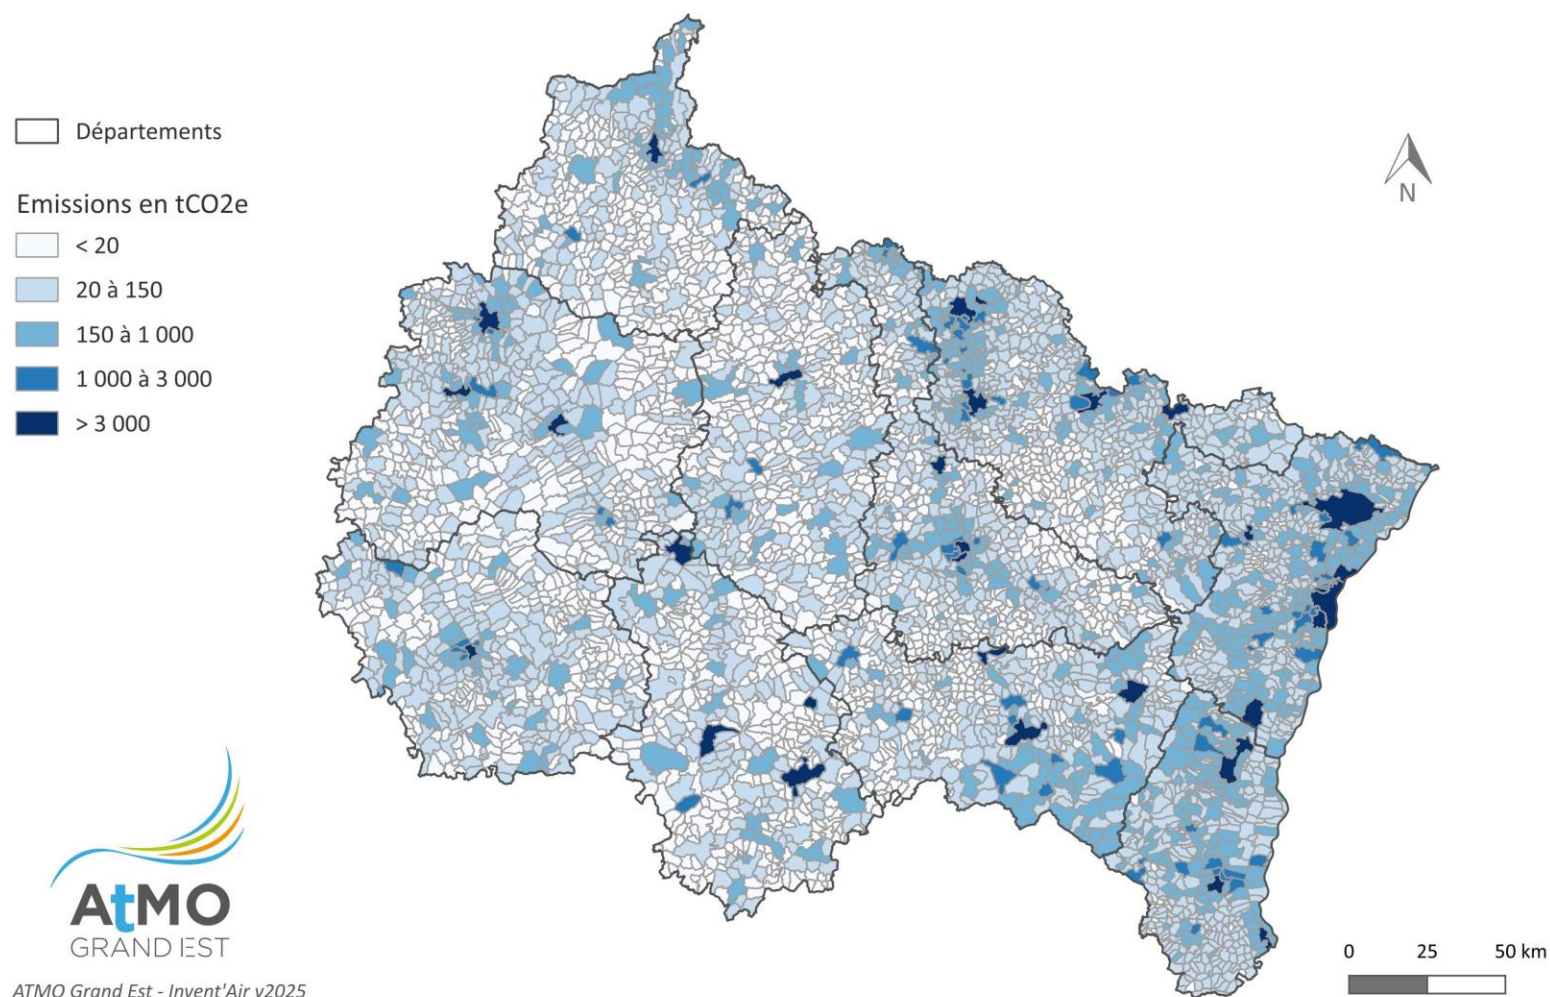 Départements
Emissions en tCO2e
< 20
20 à 150
150 à 1 000
1 000 à 3 000
> 3 000
N
AtMO
GRAND EST
0 25 50 km
ATMO Grand Est - Invent'Air v2025